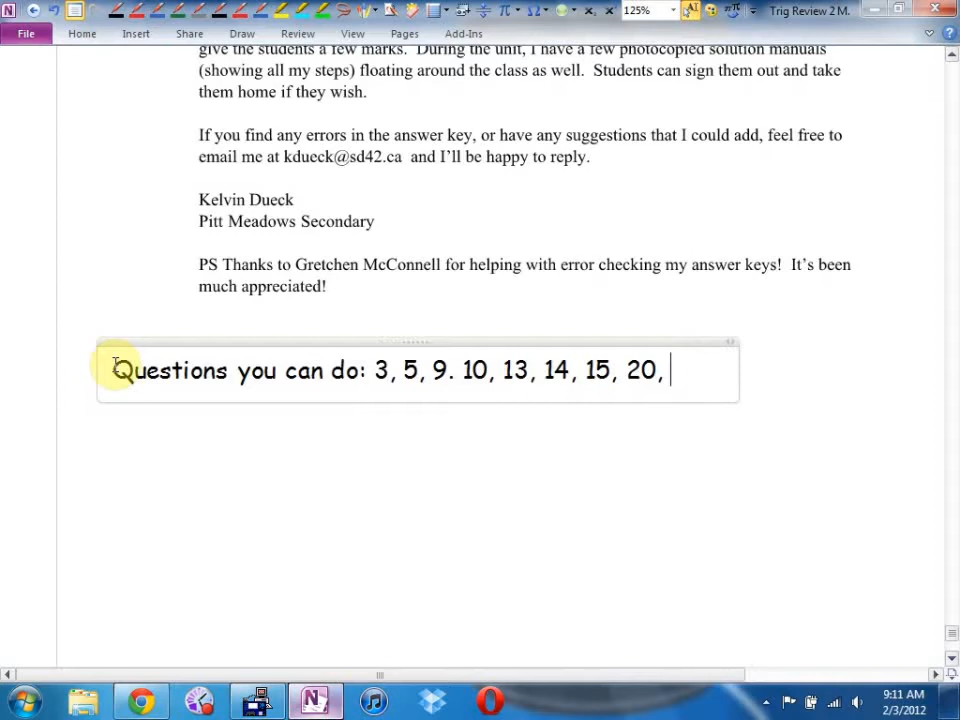 125%
Trig Review 2 M.
File Home Insert Share Draw Review View Pages Add-Ins
give the students a few marks. During the unit, I have a few photocopied solution manuals
(showing all my steps) floating around the class as well. Students can sign them out and take
them home if they wish.
If you find any errors in the answer key, or have any suggestions that I could add, feel free to
email me at kdueck@sd42.ca and I'll be happy to reply.
Kelvin Dueck
Pitt Meadows Secondary
PS Thanks to Gretchen McConnell for helping with error checking my answer keys! It's been
much appreciated!
Questions you can do: 3, 5, 9. 10, 13, 14, 15, 20,
9:11 AM
2/3/2012